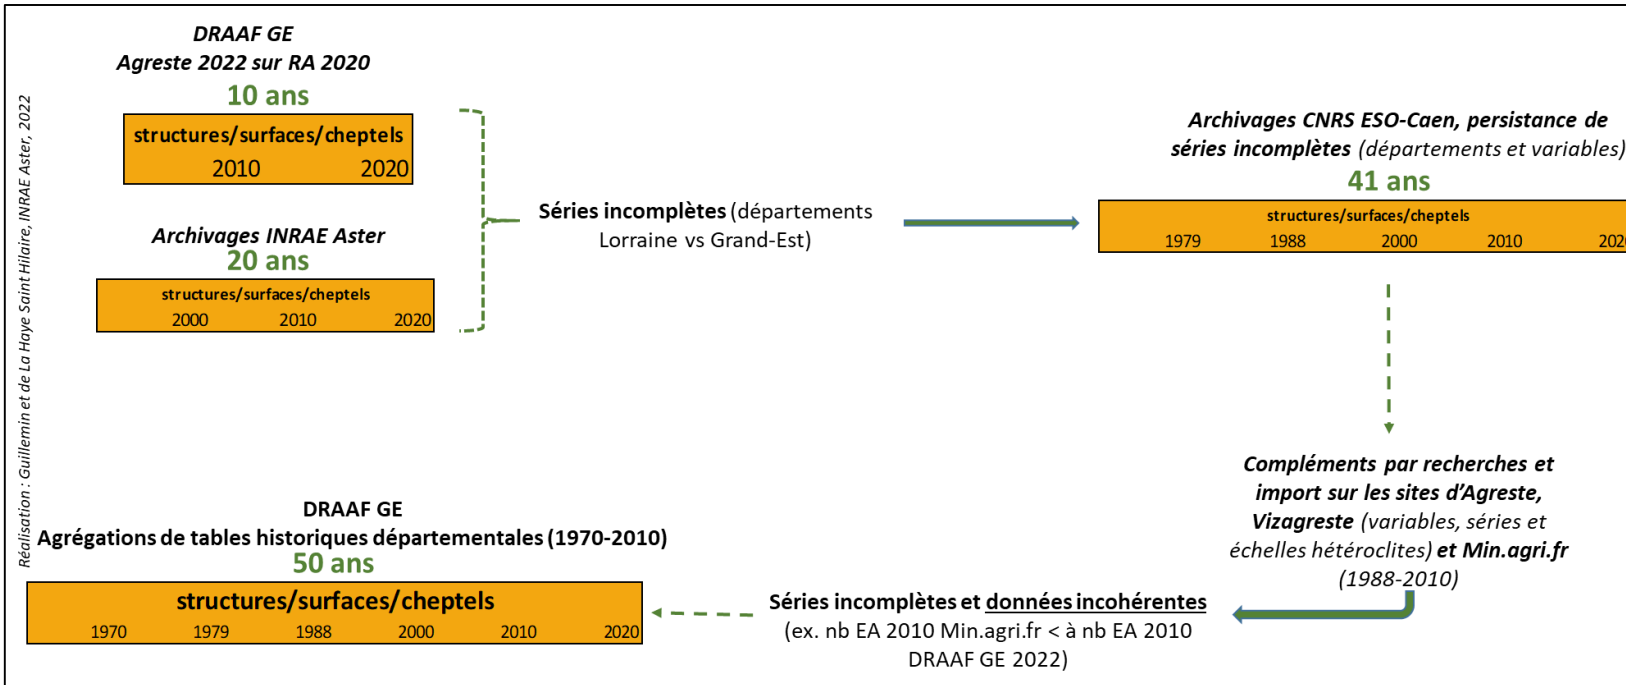 DRAAF GE
Agreste 2022 sur RA 2020
10 ans
structures/surfaces/cheptels
2010 2020
Archivages INRAE Aster
20 ans
structures/surfaces/cheptels
2000 2010 2020
Séries incomplètes (départements
Lorraine vs Grand-Est)
Archivages CNRS ESO-Caen, persistance de
séries incomplètes (départements et variables)
41 ans
structures/surfaces/cheptels
1979 1988 2000 2010 2020
Compléments par recherches et
import sur les sites d’Agreste,
Vizagreste (variables, séries et
échelles hétéroclites) et Min.agri.fr
(1988-2010)
Séries incomplètes et données incohérentes
(ex. nb EA 2010 Min.agri.fr < à nb EA 2010
DRAAF GE 2022)
DRAAF GE
Agrégations de tables historiques départementales (1970-2010)
50 ans
structures/surfaces/cheptels
1970 1979 1988 2000 2010 2020
Réalisation : Guillemin et de La Haye Saint Hilaire, INRAE Aster, 2022